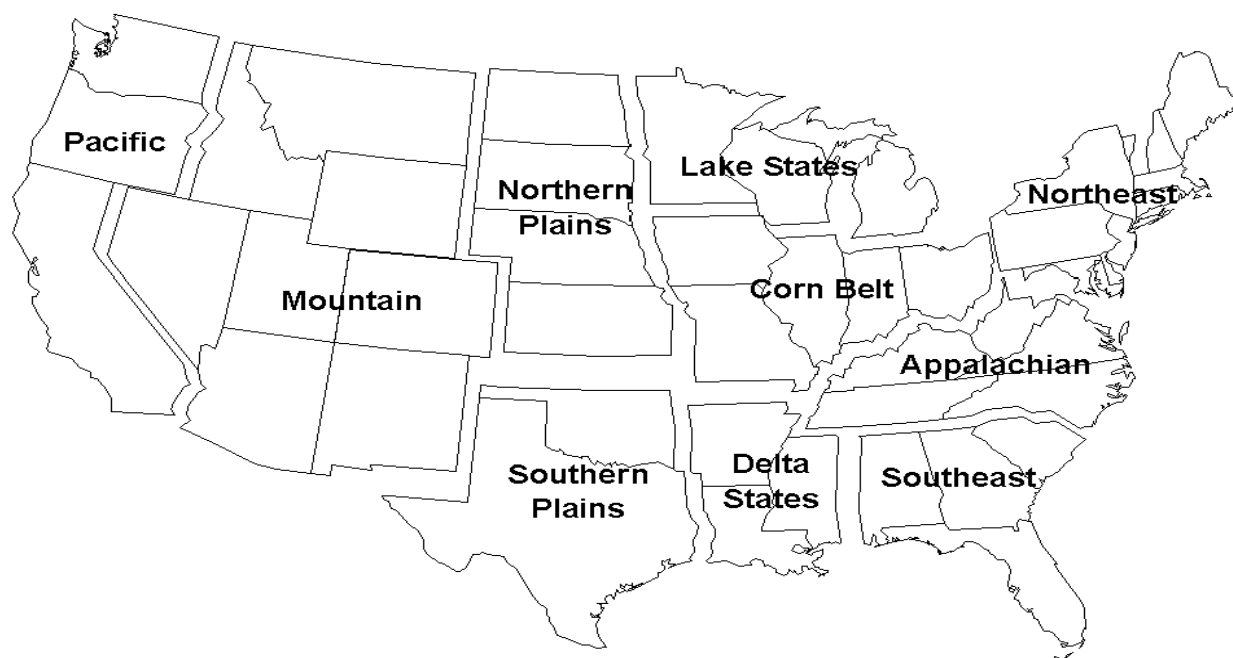 Pacific
Lake States
Northern
Plains
Northeast
Mountain
Corn Belt
Appalachian
Southern
Plains
Delta
States
Southeast